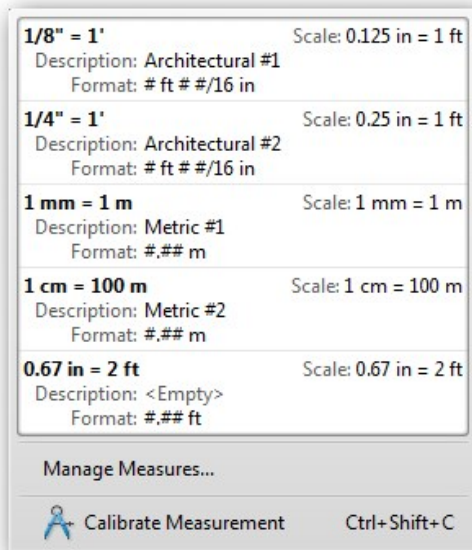 1/8" = 1' Scale: 0.125 in = 1 ft
Description: Architectural #1
Format: # ft # #/16 in
1/4" = 1' Scale: 0.25 in = 1 ft
Description: Architectural #2
Format: # ft # #/16 in
1 mm = 1 m Scale: 1 mm = 1 m
Description: Metric #1
Format: #.## m
1 cm = 100 m Scale: 1 cm = 100 m
Description: Metric #2
Format: #.## m
0.67 in = 2 ft Scale: 0.67 in = 2 ft
Description: <Empty>
Format: #.## ft
Manage Measures...
Calibrate Measurement Ctrl+Shift+C